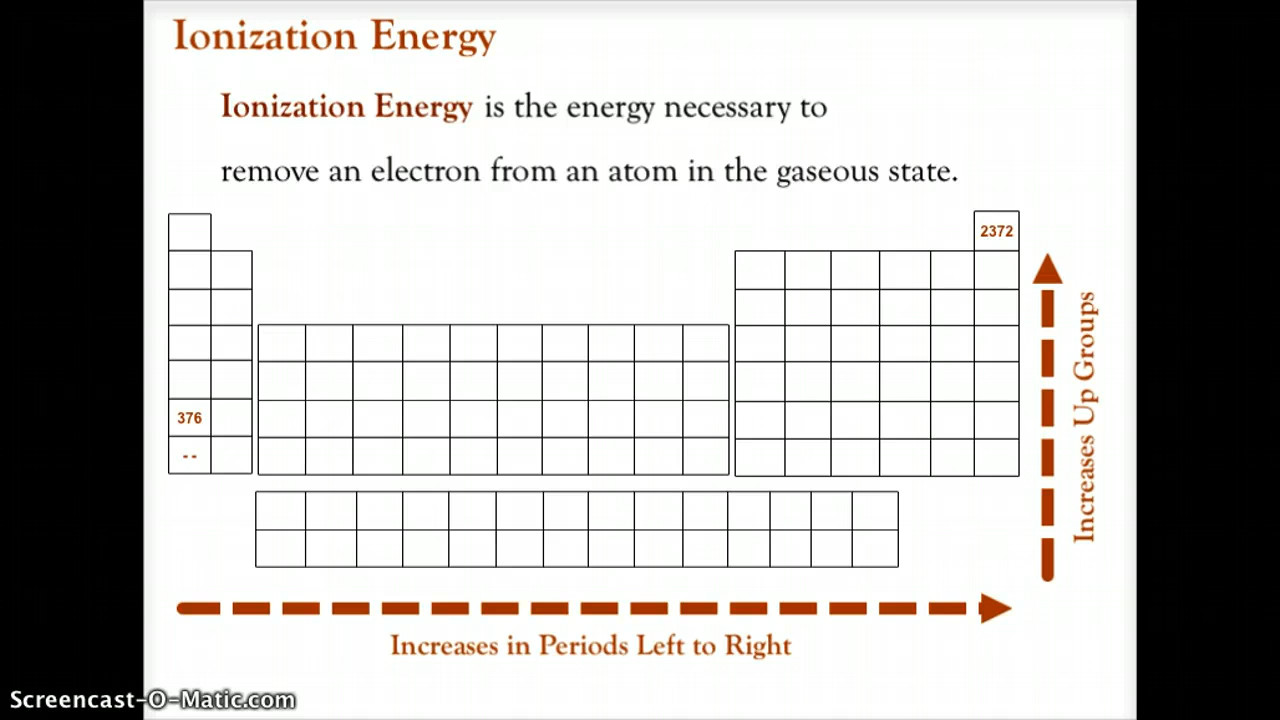 Ionization Energy
Ionization Energy is the energy necessary to
remove an electron from an atom in the gaseous state.
2372
376
--
Increases Up Groups
Increases in Periods Left to Right
Screencast-O-Matic.com